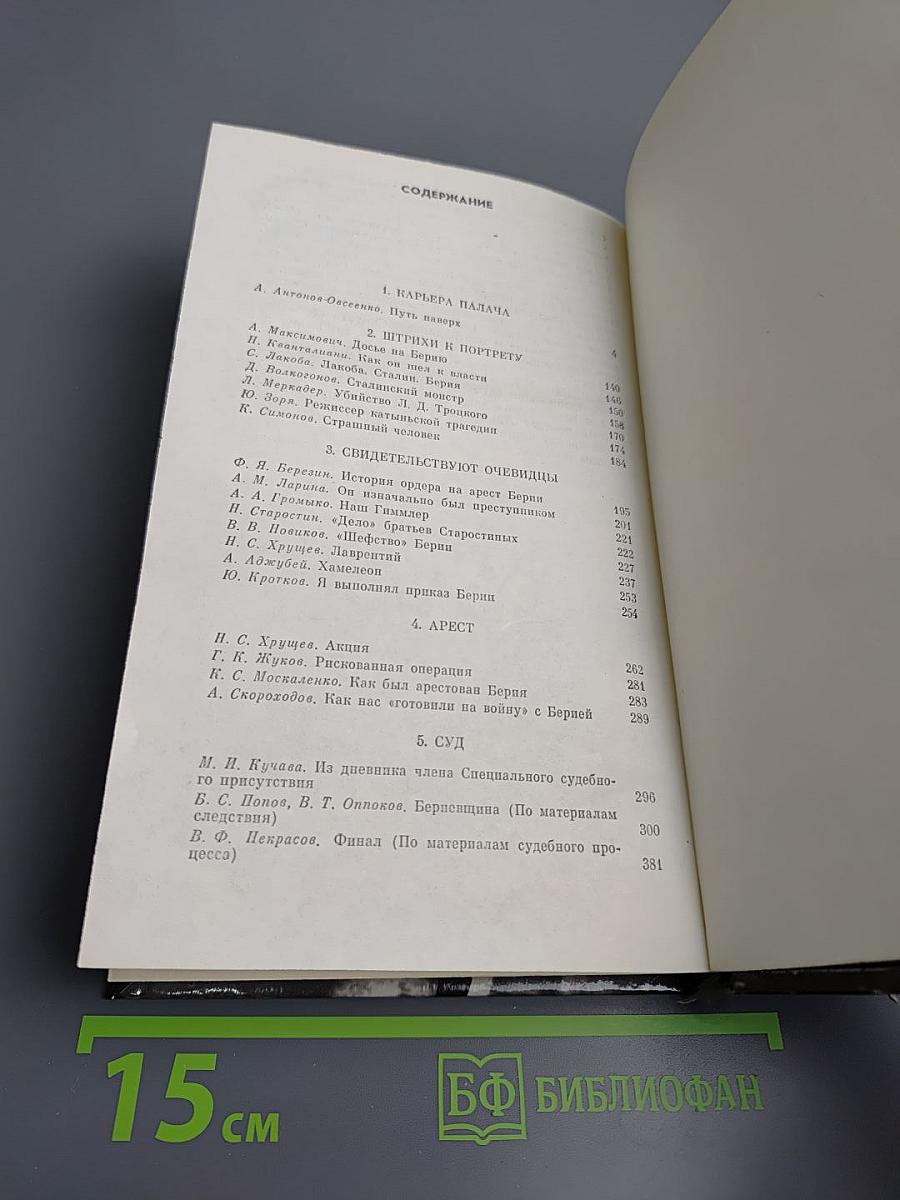 СОДЕРЖАНИЕ
1. КАРЬЕРА ПАЛАЧА
А. Антонов-Овсеенко. Путь наверх 4
2. ШТРИХИ К ПОРТРЕТУ
А. Максимович. Досье на Берию 140
Н. Кванталиани. Как он шел к власти 146
С. Лакоба. Лакоба. Сталин. Берия 150
Д. Волкогонов. Сталинский монстр 158
Л. Меркадер. Убийство Л. Д. Троцкого 170
Ю. Зоря. Режиссер катыньской трагедии 174
К. Симонов. Страшный человек 184
3. СВИДЕТЕЛЬСТВУЮТ ОЧЕВИДЦЫ
Ф. Я. Березин. История ордера на арест Берии 195
А. М. Ларина. Он изначально был преступником 201
А. А. Громыко. Наш Гиммлер 221
Н. Старостин. «Дело» братьев Старостиных 222
В. В. Новиков. «Шефство» Берии 227
Н. С. Хрущев. Лаврентий 237
А. Аджубей. Хамелеон 253
Ю. Кротков. Я выполнял приказ Берии 254
4. АРЕСТ
Н. С. Хрущев. Акция 262
Г. К. Жуков. Рискованная операция 281
К. С. Москаленко. Как был арестован Берия 283
А. Скороходов. Как нас «готовили на войну» с Берией 289
5. СУД
М. И. Кучава. Из дневника члена Специального судебно-
го присутствия 296
Б. С. Попов, В. Т. Оппоков. Бериевщина (По материалам
следствия) 300
В. Ф. Некрасов. Финал (По материалам судебного про-
цесса) 381
15 см
БФ БИБЛИОФАН